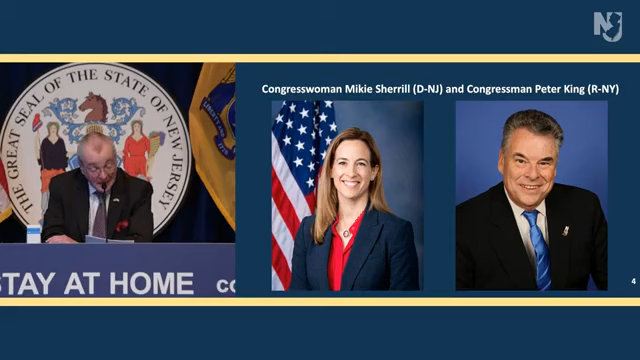 NJ
Congresswoman Mikie Sherrill (D-NJ) and Congressman Peter King (R-NY)
THE GREAT SEAL OF THE STATE OF NEW JERSEY
STAY AT HOME
4